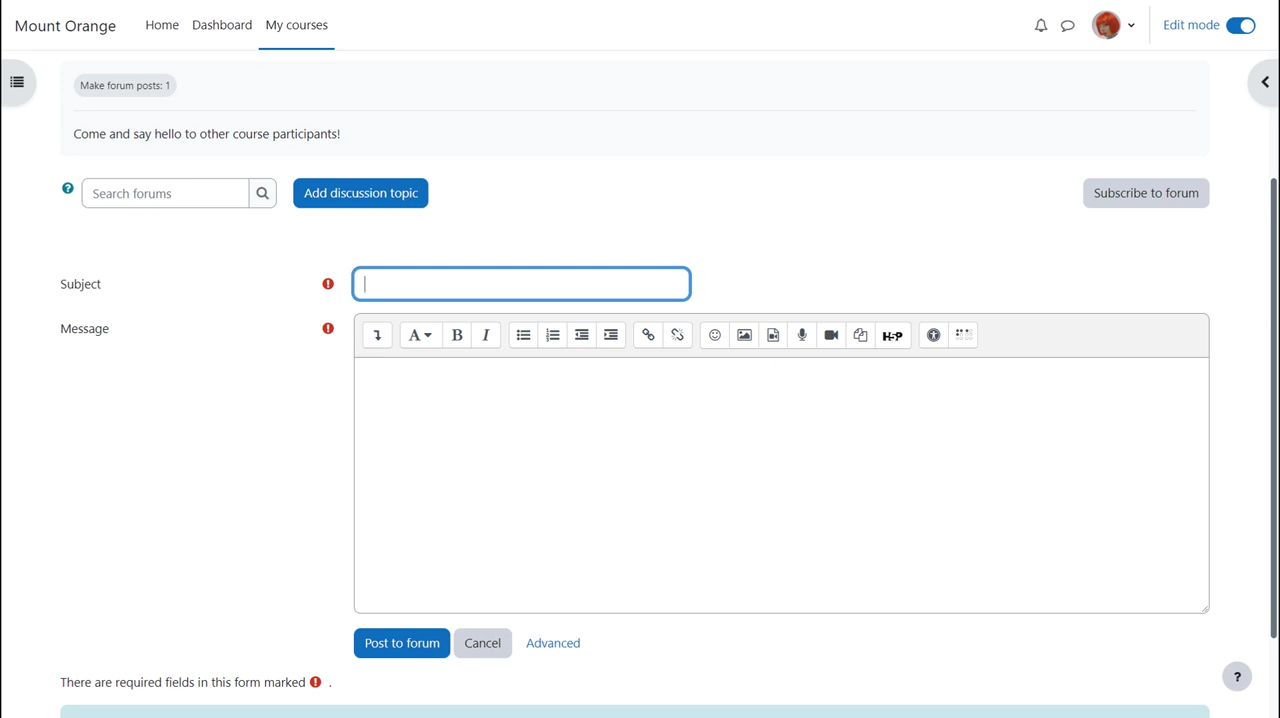 Mount Orange Home Dashboard My courses Edit mode
Make forum posts: 1
Come and say hello to other course participants!
? Search forums Add discussion topic Subscribe to forum
Subject
Message
A B I H5P
Post to forum Cancel Advanced
There are required fields in this form marked .
?